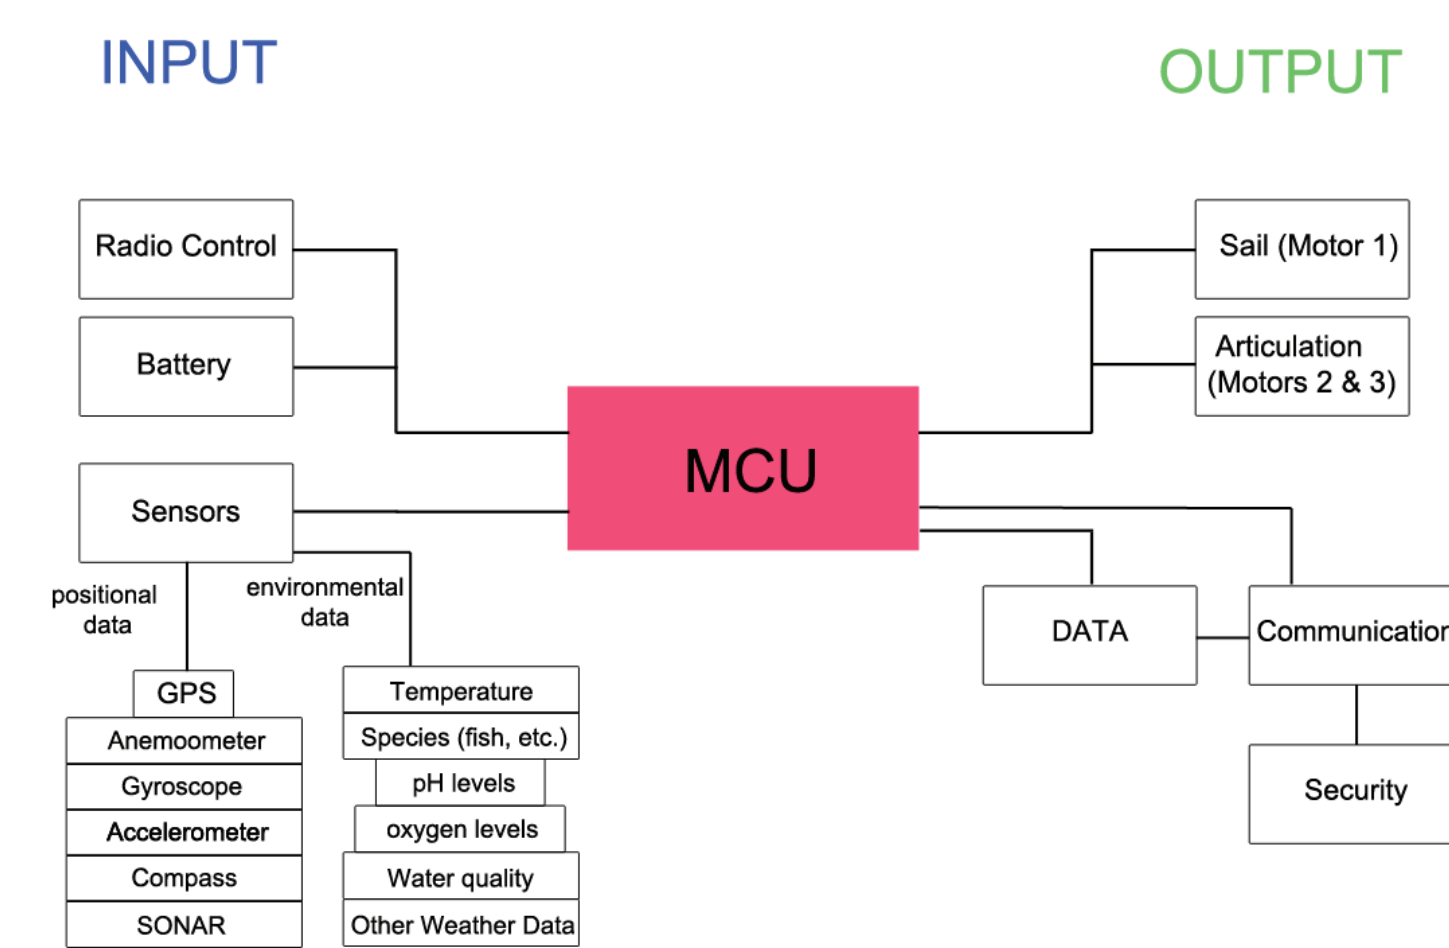 INPUT
OUTPUT
Radio Control
Battery
Sensors
positional
data
environmental
data
GPS
Anemoometer
Gyroscope
Accelerometer
Compass
SONAR
Temperature
Species (fish, etc.)
pH levels
oxygen levels
Water quality
Other Weather Data
MCU
Sail (Motor 1)
Articulation
(Motors 2 & 3)
DATA
Communication
Security